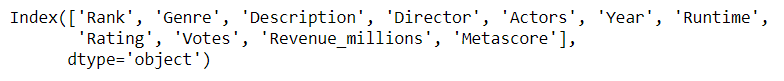 Index(['Rank', 'Genre', 'Description', 'Director', 'Actors', 'Year', 'Runtime',
       'Rating', 'Votes', 'Revenue_millions', 'Metascore'],
      dtype='object')